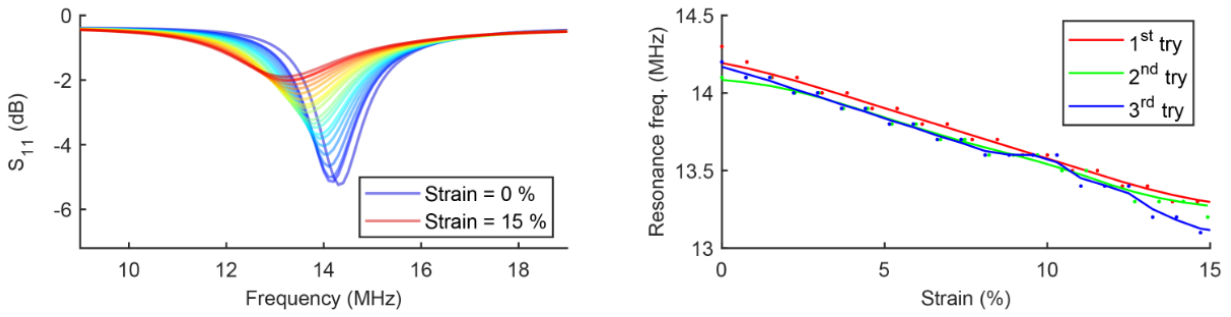 0
-2
-4
-6
S11 (dB)
10 12 14 16 18
Frequency (MHz)
Strain = 0 %
Strain = 15 %
14.5
14
13.5
13
Resonance freq. (MHz)
0 5 10 15
Strain (%)
1st try
2nd try
3rd try